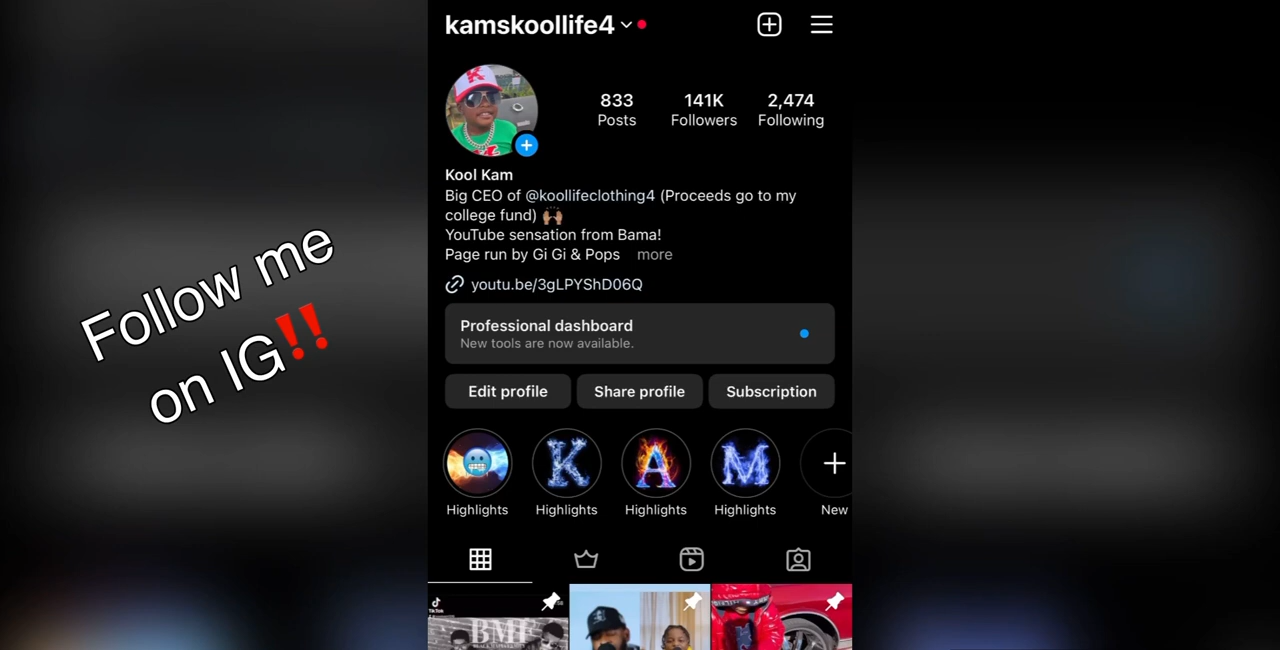 kamskoollife4
833
141K
2,474
Posts
Followers
Following
Kool Kam
Big CEO of @koollifeclothing4 (Proceeds go to my
college fund) 🙌🏽
YouTube sensation from Bama!
Page run by Gi Gi & Pops more
youtu.be/3gLPYShD06Q
Professional dashboard
New tools are now available.
Edit profile
Share profile
Subscription
K
A
M
Highlights
Highlights
Highlights
Highlights
New
TikTok
BMF
Follow me
on IG‼️